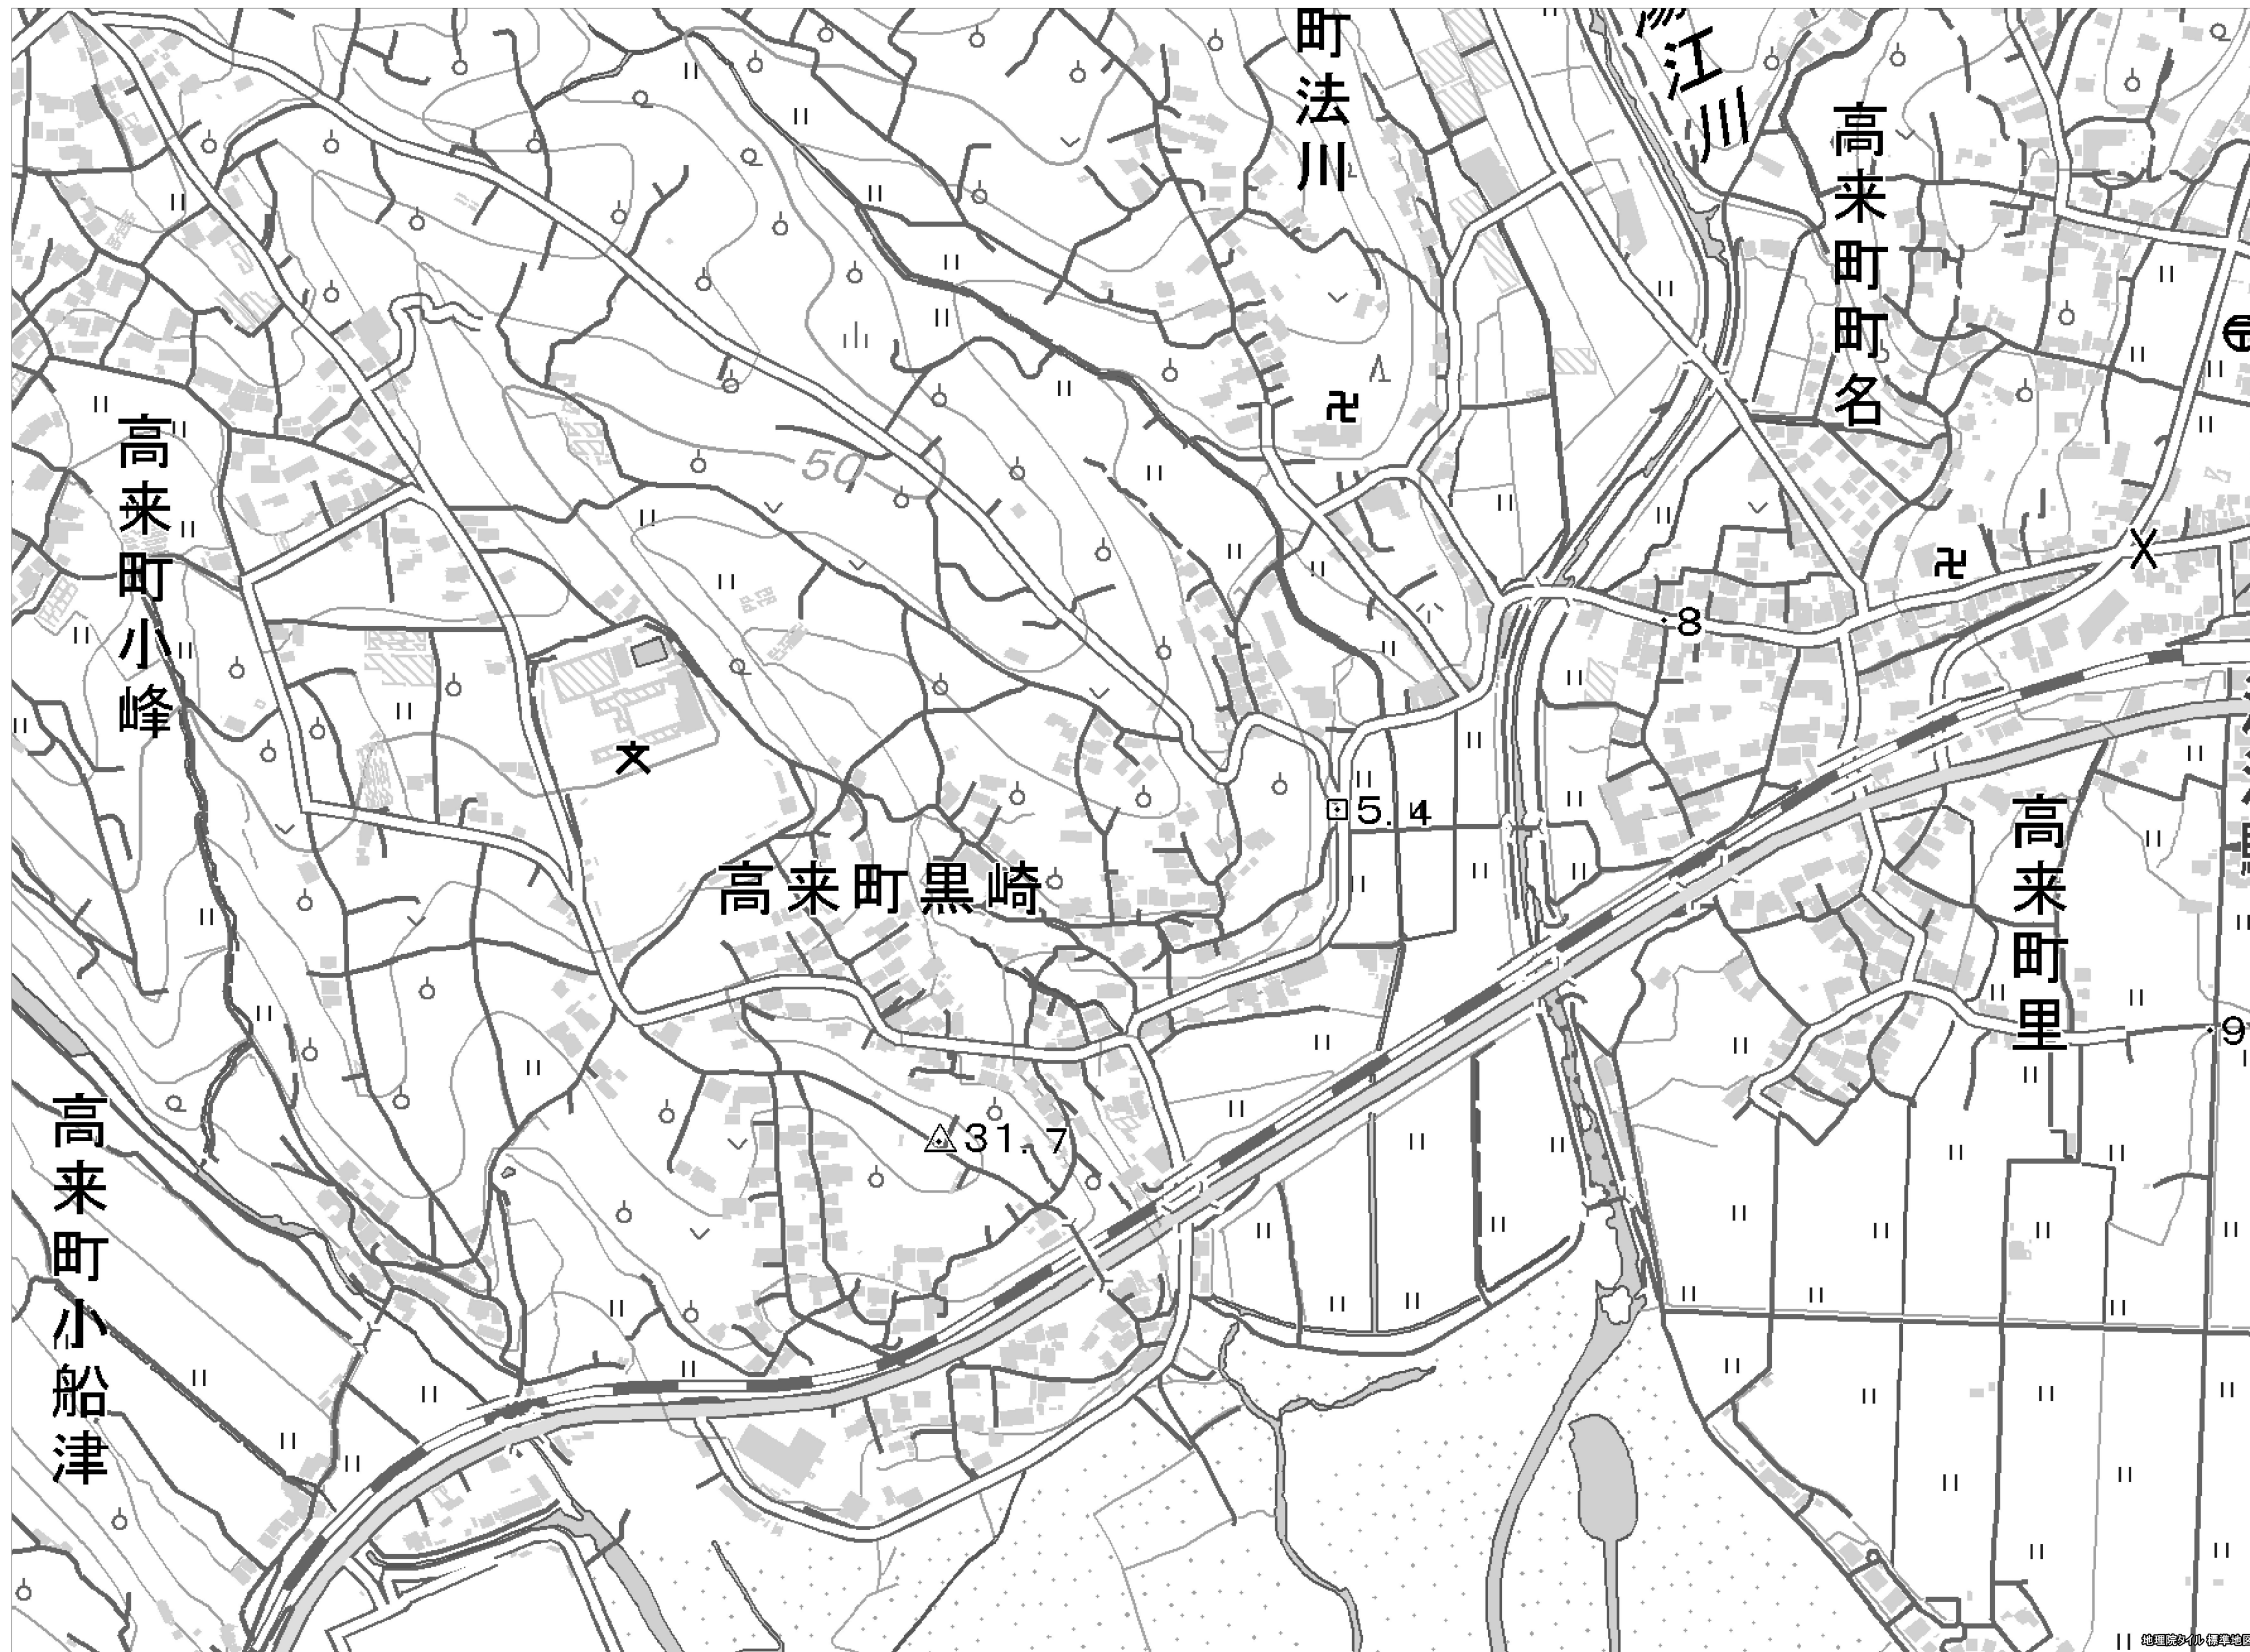 町法川
湯江川
高来町町名
高来町小峰
50
8
5.4
高来町黒崎
高来町里
9
31.7
高来町小船津
地理院タイル 標準地図